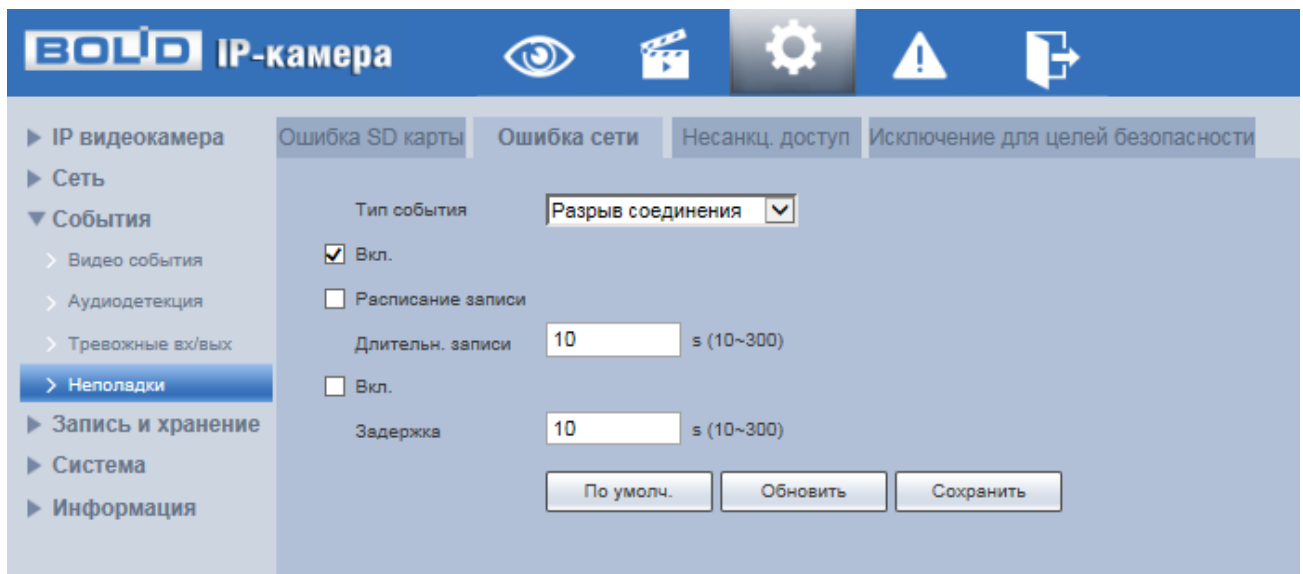 BOLID IP-камера
IP видеокамера
Сеть
События
Видео события
Аудиодетекция
Тревожные вх/вых
Неполадки
Запись и хранение
Система
Информация
Ошибка SD карты Ошибка сети Несанкц. доступ Исключение для целей безопасности
Тип события Разрыв соединения
Вкл.
Расписание записи
Длительн. записи 10 s (10~300)
Вкл.
Задержка 10 s (10~300)
По умолч. Обновить Сохранить